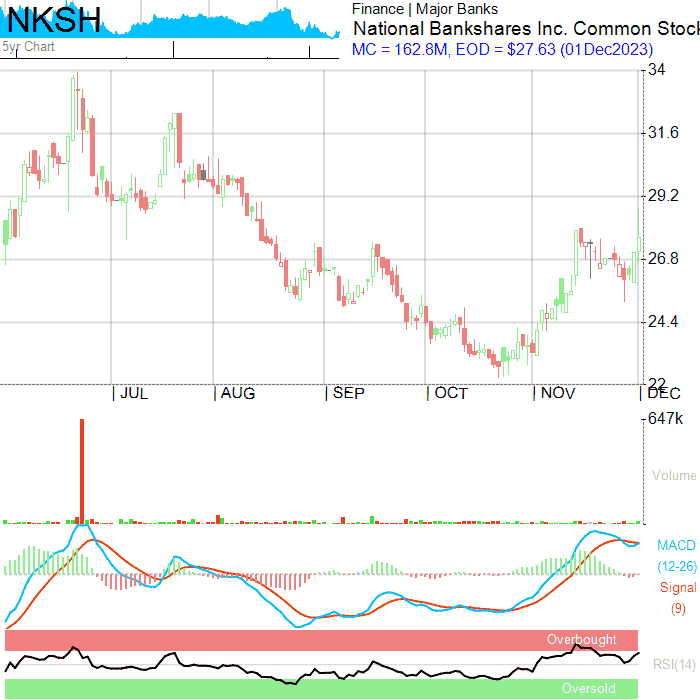 NKSH
5yr Chart
Finance | Major Banks
National Bankshares Inc. Common Stock
MC = 162.8M, EOD = $27.63 (01Dec2023)
34
31.6
29.2
26.8
24.4
22
| JUL | AUG | SEP | OCT | NOV | DEC
647k
Volume
MACD
(12-26)
Signal
(9)
Overbought
RSI(14)
Oversold